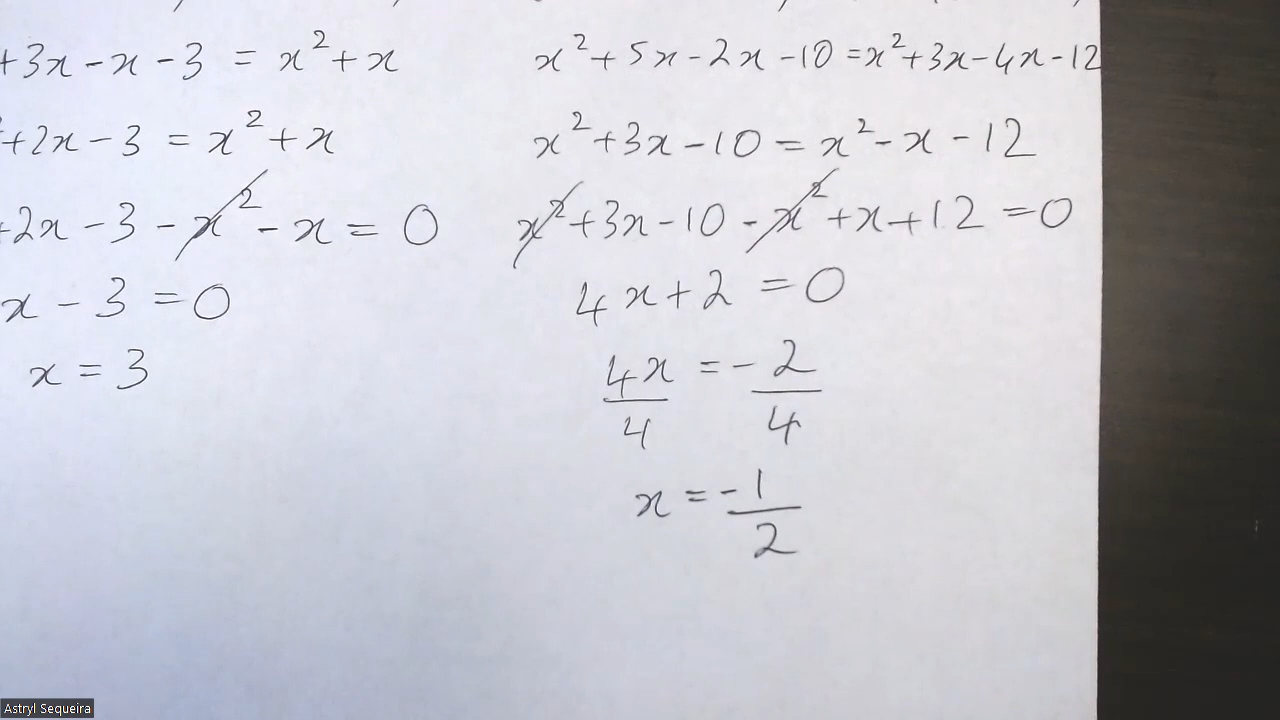 +3x - x - 3 = x² + x
+2x - 3 = x² + x
+2x - 3 - x² - x = 0
x - 3 = 0
x = 3
x² + 5x - 2x - 10 = x² + 3x - 4x - 12
x² + 3x - 10 = x² - x - 12
x² + 3x - 10 - x² + x + 12 = 0
4x + 2 = 0
4x/4 = -2/4
x = -1/2
Astryl Sequeira